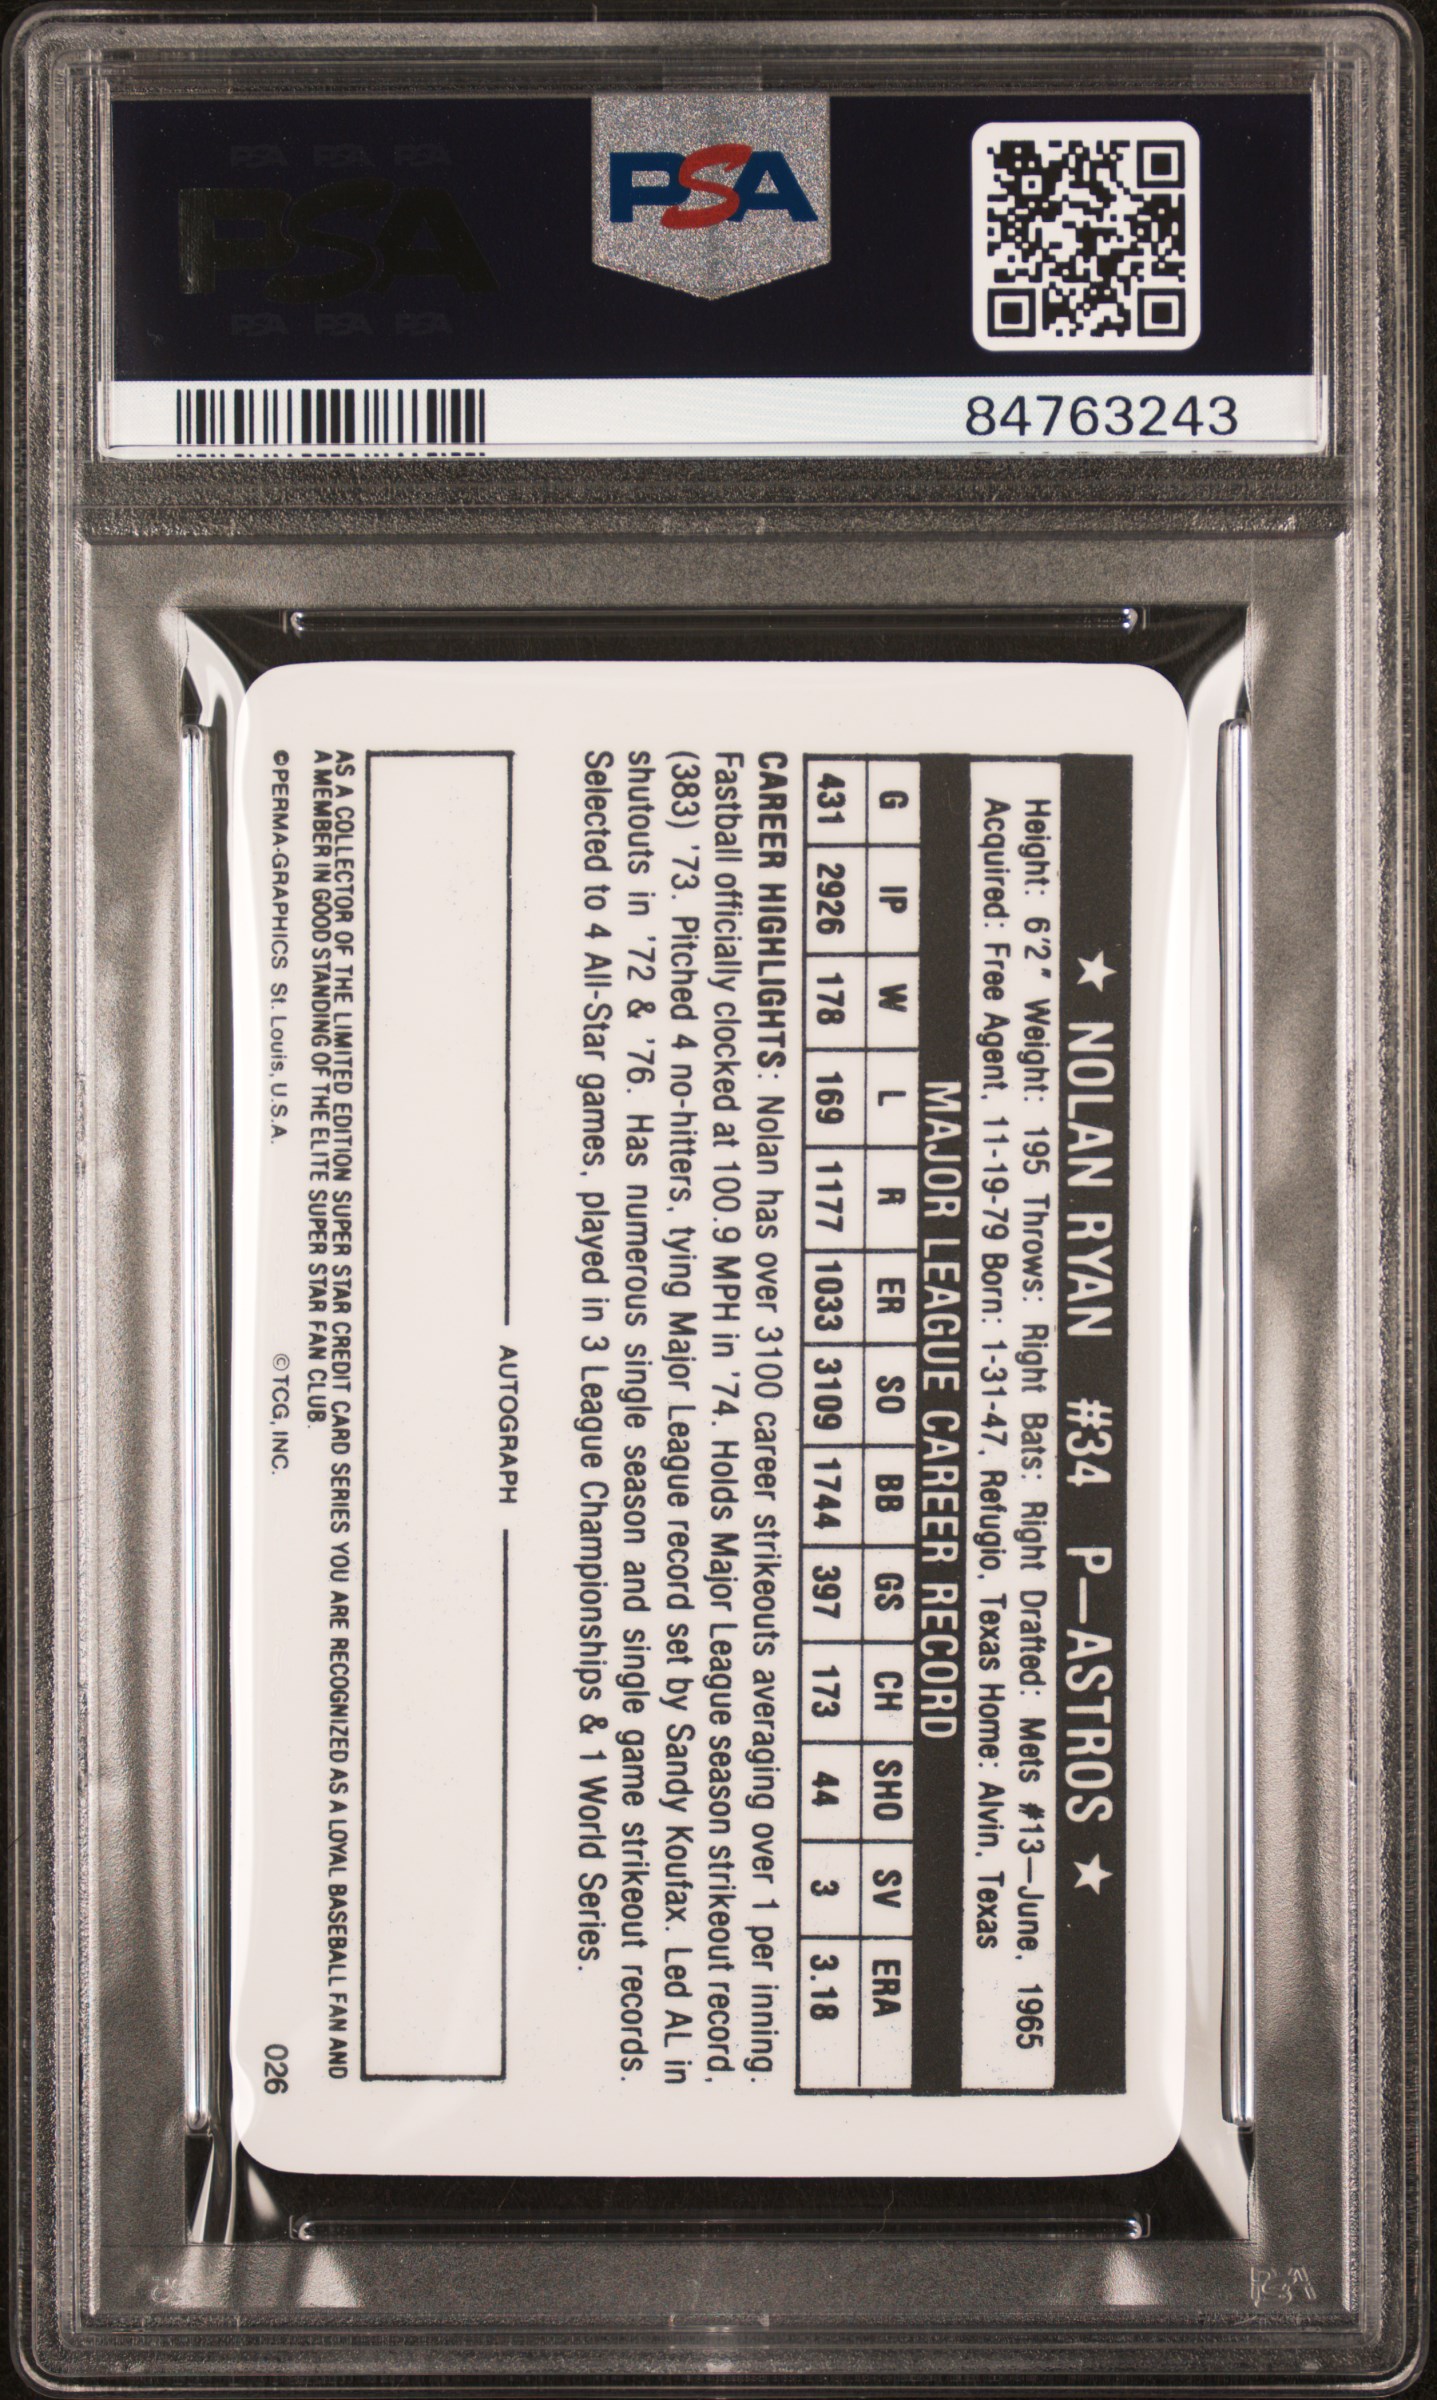 PSA PSA PSA
PSA
PSA PSA PSA
PSA
84763243
★ NOLAN RYAN #34 P—ASTROS ★
Height: 6'2" Weight: 195 Throws: Right Bats: Right Drafted: Mets #13—June, 1965
Acquired: Free Agent, 11-19-79 Born: 1-31-47, Refugio, Texas Home: Alvin, Texas
MAJOR LEAGUE CAREER RECORD
G IP W L R ER SO BB GS CH SHO SV ERA
431 2926 178 169 1177 1033 3109 1744 397 173 44 3 3.18
CAREER HIGHLIGHTS: Nolan has over 3100 career strikeouts averaging over 1 per inning.
Fastball officially clocked at 100.9 MPH in '74. Holds Major League season strikeout record,
(383) '73. Pitched 4 no-hitters, tying Major League record set by Sandy Koufax. Led AL in
shutouts in '72 & '76. Has numerous single season and single game strikeout records.
Selected to 4 All-Star games, played in 3 League Championships & 1 World Series.
AUTOGRAPH
AS A COLLECTOR OF THE LIMITED EDITION SUPER STAR CREDIT CARD SERIES YOU ARE RECOGNIZED AS A LOYAL BASEBALL FAN AND
A MEMBER IN GOOD STANDING OF THE ELITE SUPER STAR FAN CLUB.
©PERMA-GRAPHICS St. Louis, U.S.A. ©TCG, INC. 026
PSA